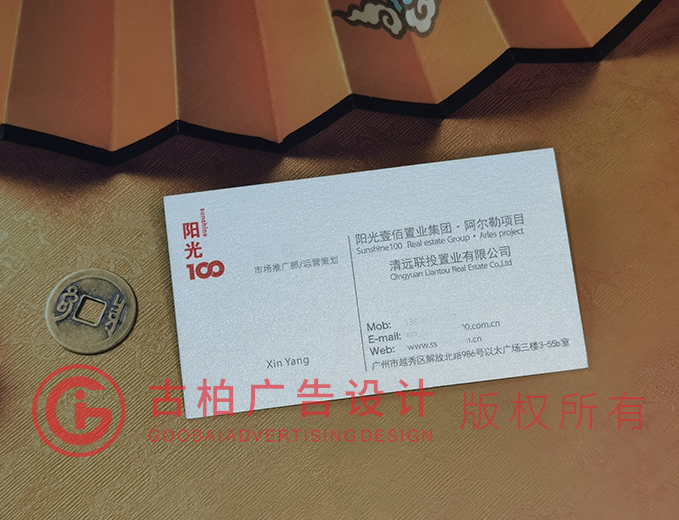 sunshine
阳光
100
市场推广部/运营策划
Xin Yang
阳光壹佰置业集团·阿尔勒项目
Sunshine100 Real estate Group · Arles project
清远联投置业有限公司
Qingyuan Liantou Real Estate Co,Ltd
Mob:
E-mail: 0.com.cn
Web: www.ss n.cn
广州市越秀区解放北路986号以太广场三楼3-55b室
古柏广告设计 版权所有
GOOBAIADVERTISINGDESIGN